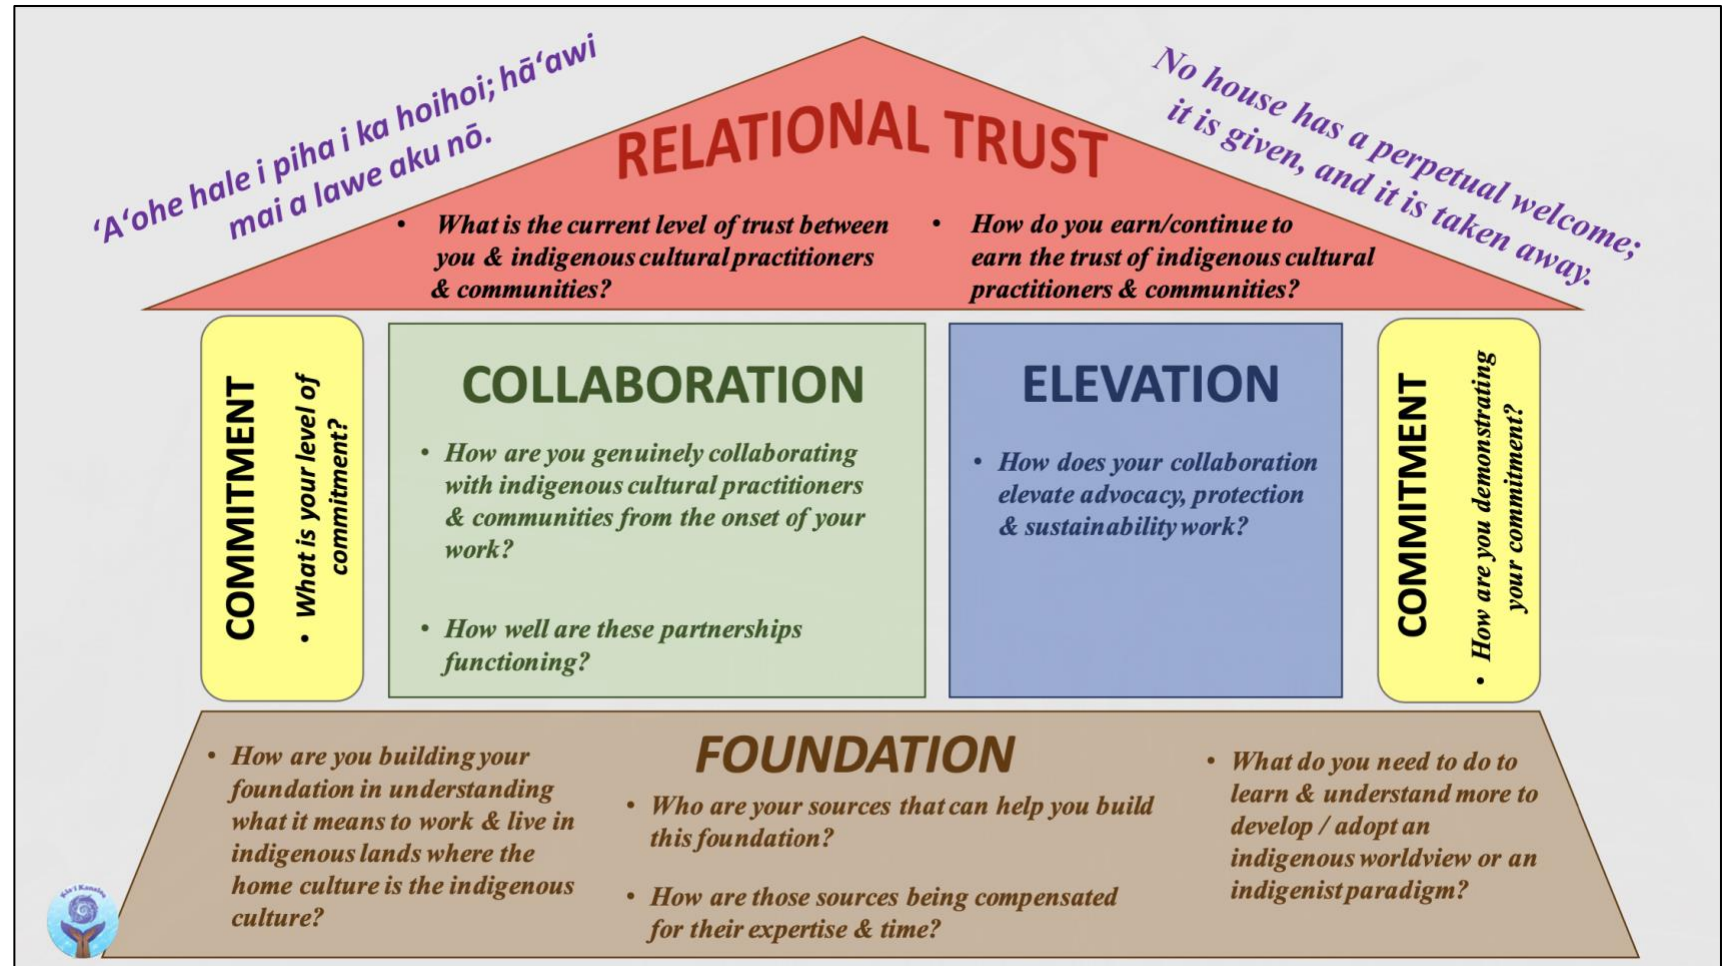 ʻAʻohe hale i piha i ka hoihoi; hāʻawi
mai a lawe aku nō.
No house has a perpetual welcome;
it is given, and it is taken away.
RELATIONAL TRUST
• What is the current level of trust between
you & indigenous cultural practitioners
& communities?
• How do you earn/continue to
earn the trust of indigenous cultural
practitioners & communities?
COMMITMENT
• What is your level of
commitment?
COLLABORATION
• How are you genuinely collaborating
with indigenous cultural practitioners
& communities from the onset of your
work?
• How well are these partnerships
functioning?
ELEVATION
• How does your collaboration
elevate advocacy, protection
& sustainability work?
COMMITMENT
• How are you demonstrating
your commitment?
FOUNDATION
• How are you building your
foundation in understanding
what it means to work & live in
indigenous lands where the
home culture is the indigenous
culture?
• Who are your sources that can help you build
this foundation?
• How are those sources being compensated
for their expertise & time?
• What do you need to do to
learn & understand more to
develop / adopt an
indigenous worldview or an
indigenist paradigm?